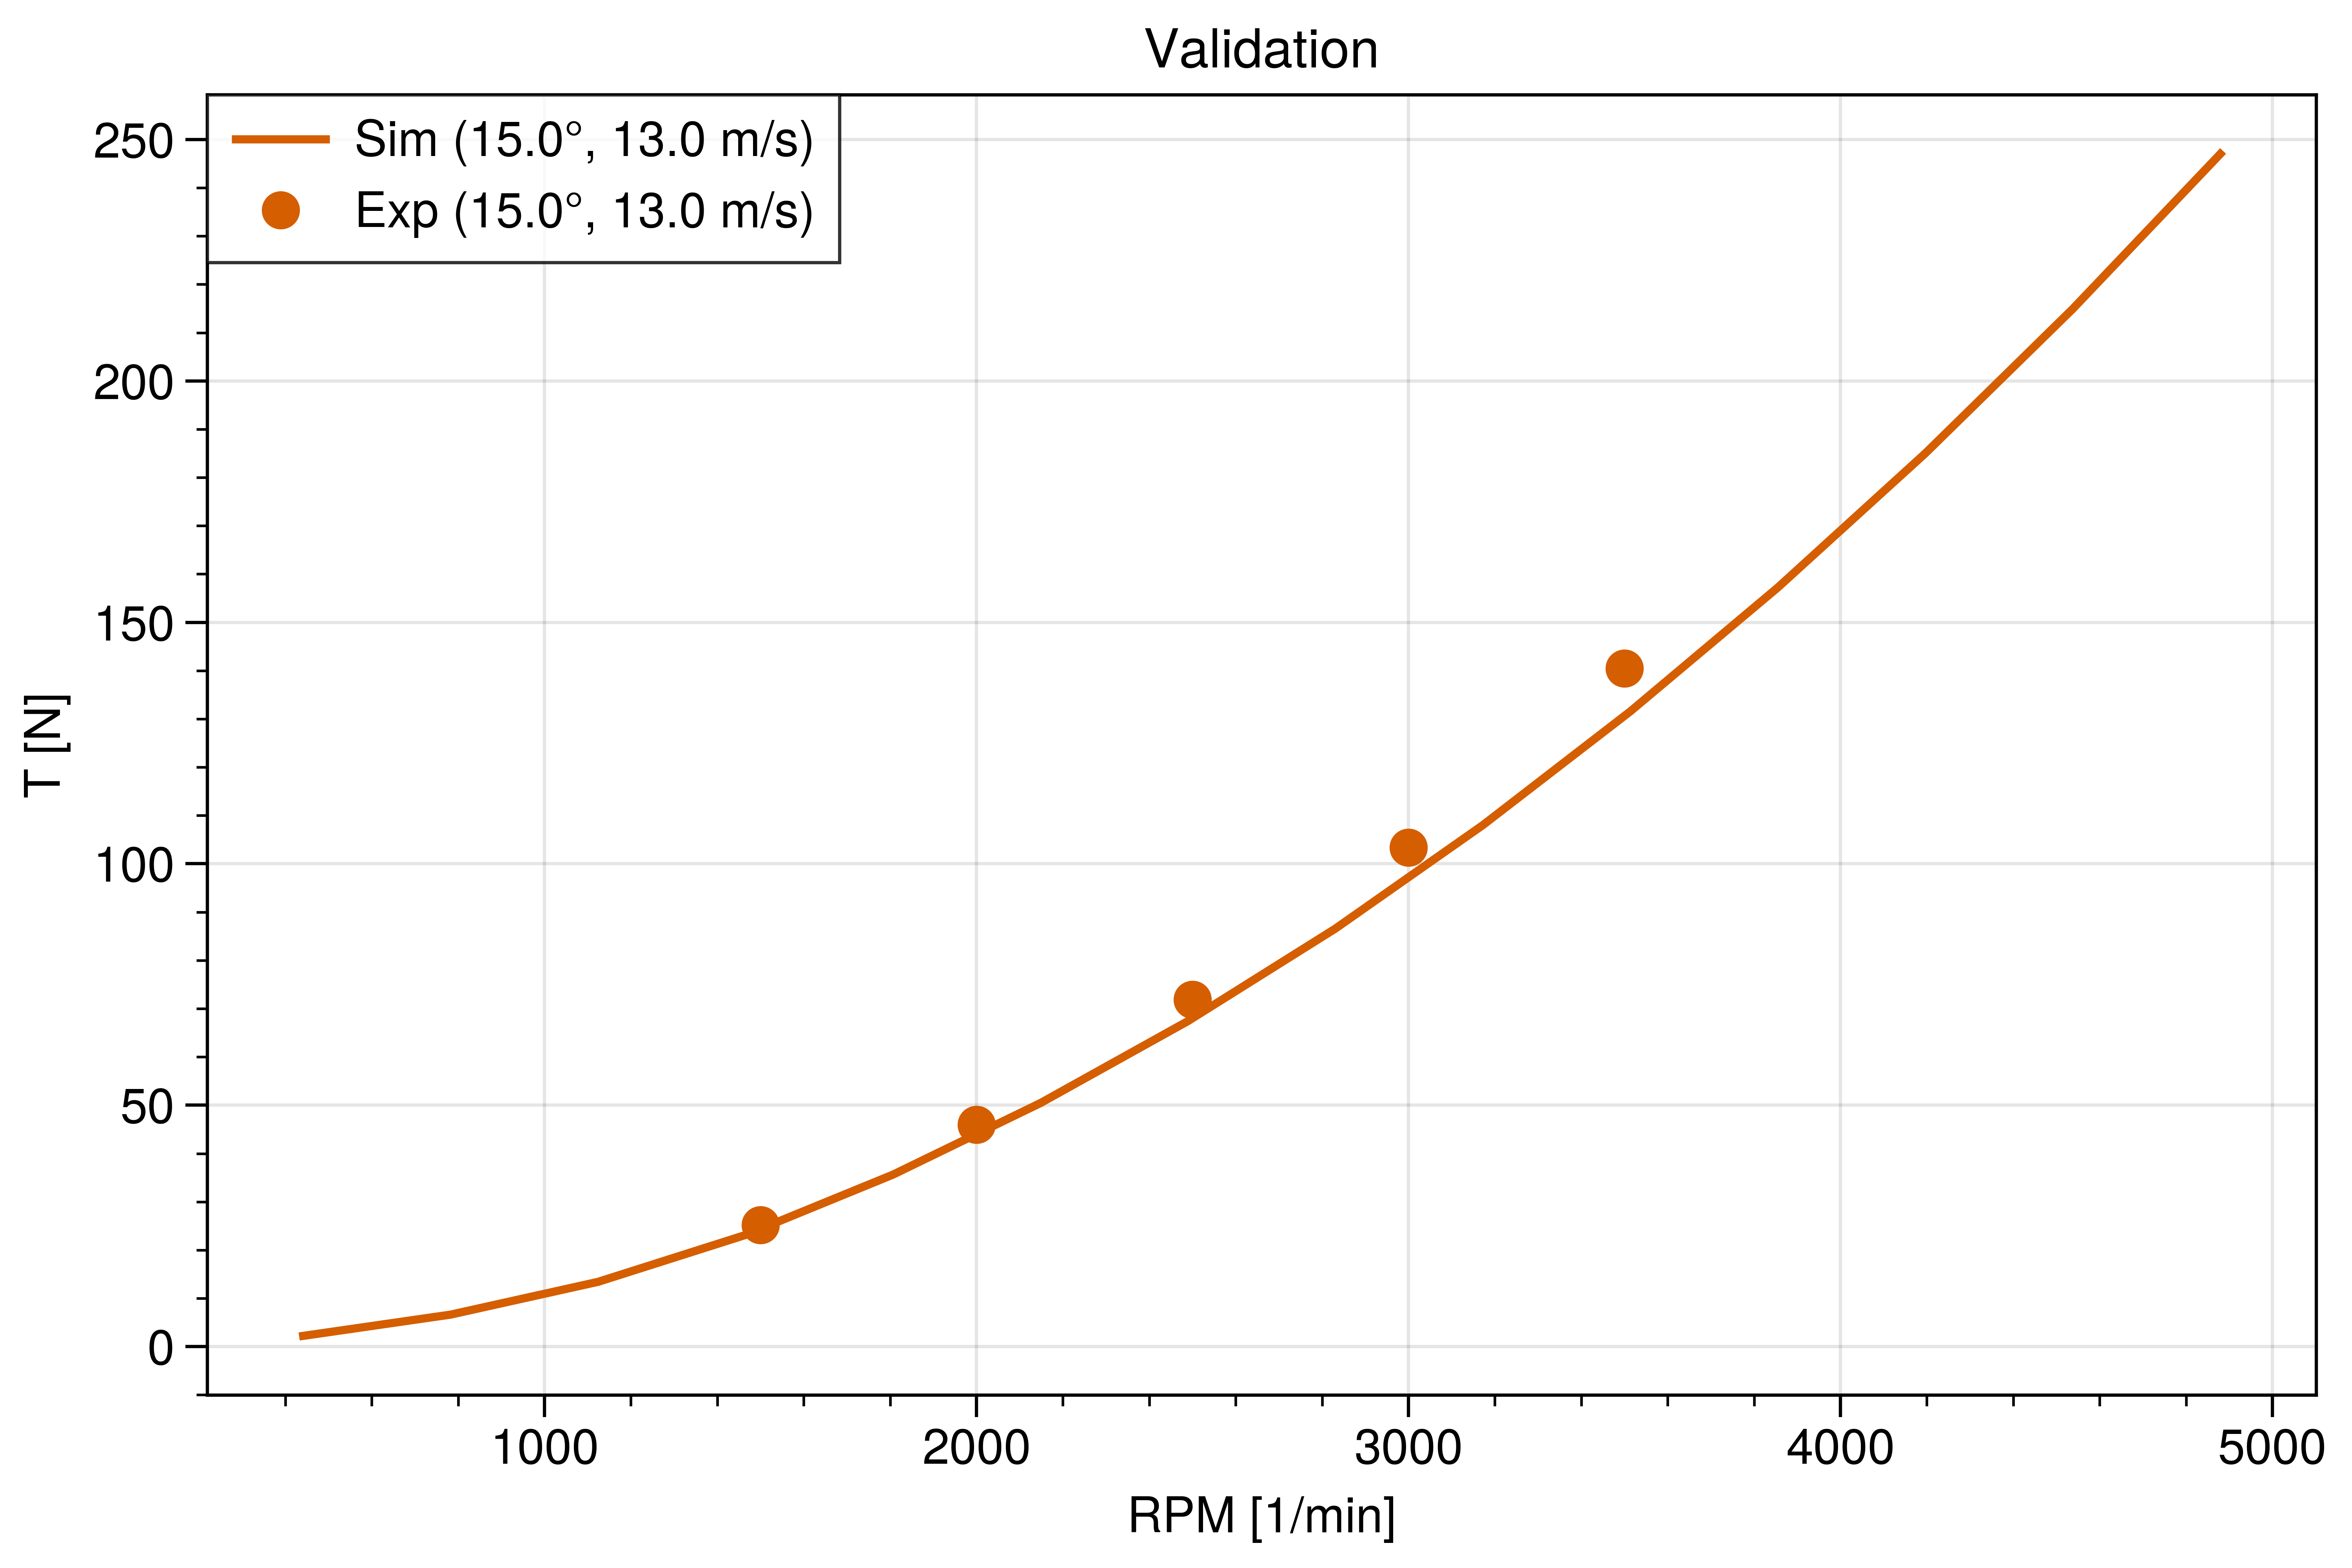 Validation
Sim (15.0°, 13.0 m/s)
Exp (15.0°, 13.0 m/s)
250
200
150
100
50
0
T [N]
1000 2000 3000 4000 5000
RPM [1/min]